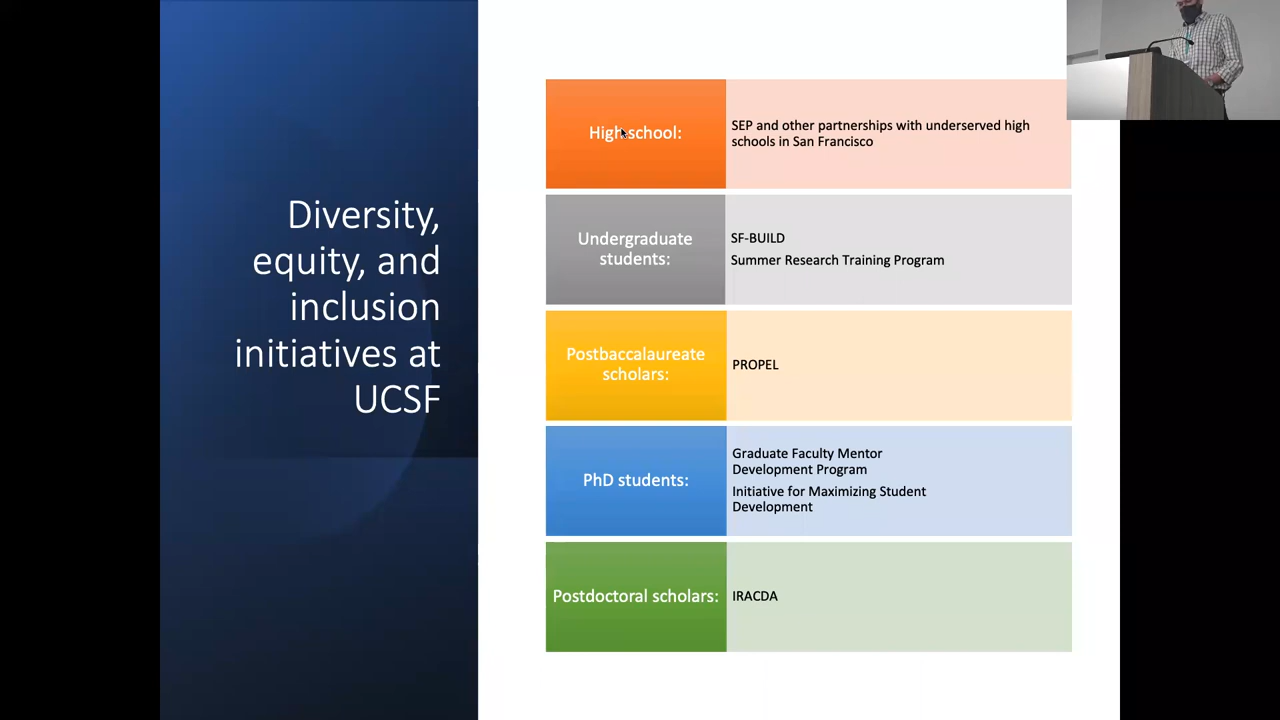 Diversity,
equity, and
inclusion
initiatives at
UCSF
High school:
SEP and other partnerships with underserved high
schools in San Francisco
Undergraduate
students:
SF-BUILD
Summer Research Training Program
Postbaccalaureate
scholars:
PROPEL
PhD students:
Graduate Faculty Mentor
Development Program
Initiative for Maximizing Student
Development
Postdoctoral scholars:
IRACDA